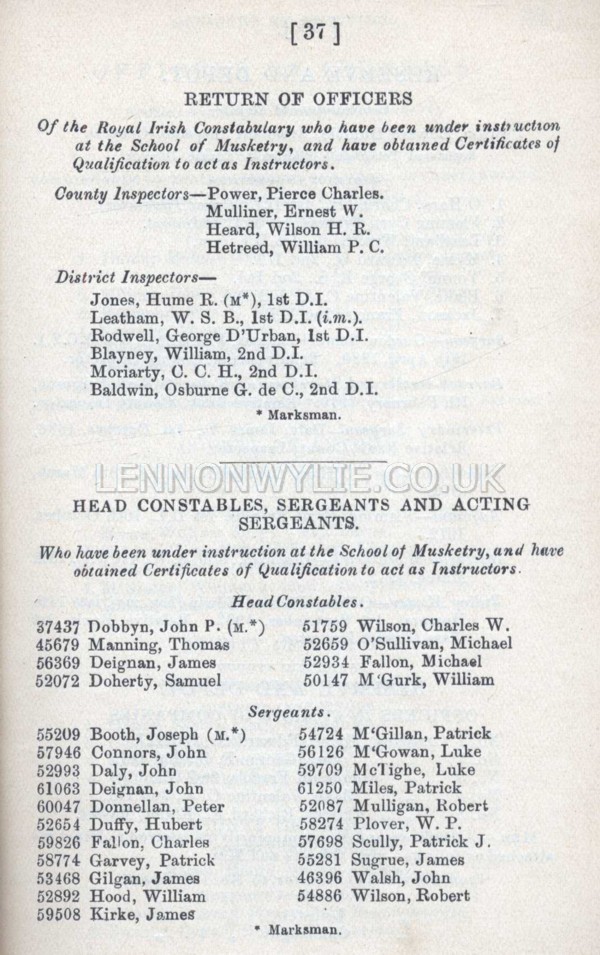 [ 37 ]
RETURN OF OFFICERS
Of the Royal Irish Constabulary who have been under instruction
at the School of Musketry, and have obtained Certificates of
Qualification to act as Instructors.
County Inspectors—Power, Pierce Charles.
Mulliner, Ernest W.
Heard, Wilson H. R.
Hetreed, William P. C.
District Inspectors—
Jones, Hume R. (M*), 1st D.I.
Leatham, W. S. B., 1st D.I. (i.m.).
Rodwell, George D'Urban, 1st D.I.
Blayney, William, 2nd D.I.
Moriarty, C. C. H., 2nd D.I.
Baldwin, Osburne G. de C., 2nd D.I.
* Marksman.
LENNONWYLIE.CO.UK
HEAD CONSTABLES, SERGEANTS AND ACTING
SERGEANTS.
Who have been under instruction at the School of Musketry, and have
obtained Certificates of Qualification to act as Instructors.
Head Constables.
37437 Dobbyn, John P. (M.*)
45679 Manning, Thomas
56369 Deignan, James
52072 Doherty, Samuel
51759 Wilson, Charles W.
52659 O'Sullivan, Michael
52934 Fallon, Michael
50147 M'Gurk, William
Sergeants.
55209 Booth, Joseph (M.*)
57946 Connors, John
52993 Daly, John
61063 Deignan, John
60047 Donnellan, Peter
52654 Duffy, Hubert
59826 Fallon, Charles
58774 Garvey, Patrick
53468 Gilgan, James
52892 Hood, William
59508 Kirke, James
54724 M'Gillan, Patrick
56126 M'Gowan, Luke
59709 McTighe, Luke
61250 Miles, Patrick
52087 Mulligan, Robert
58274 Plover, W. P.
57698 Scully, Patrick J.
55281 Sugrue, James
46396 Walsh, John
54886 Wilson, Robert
* Marksman.